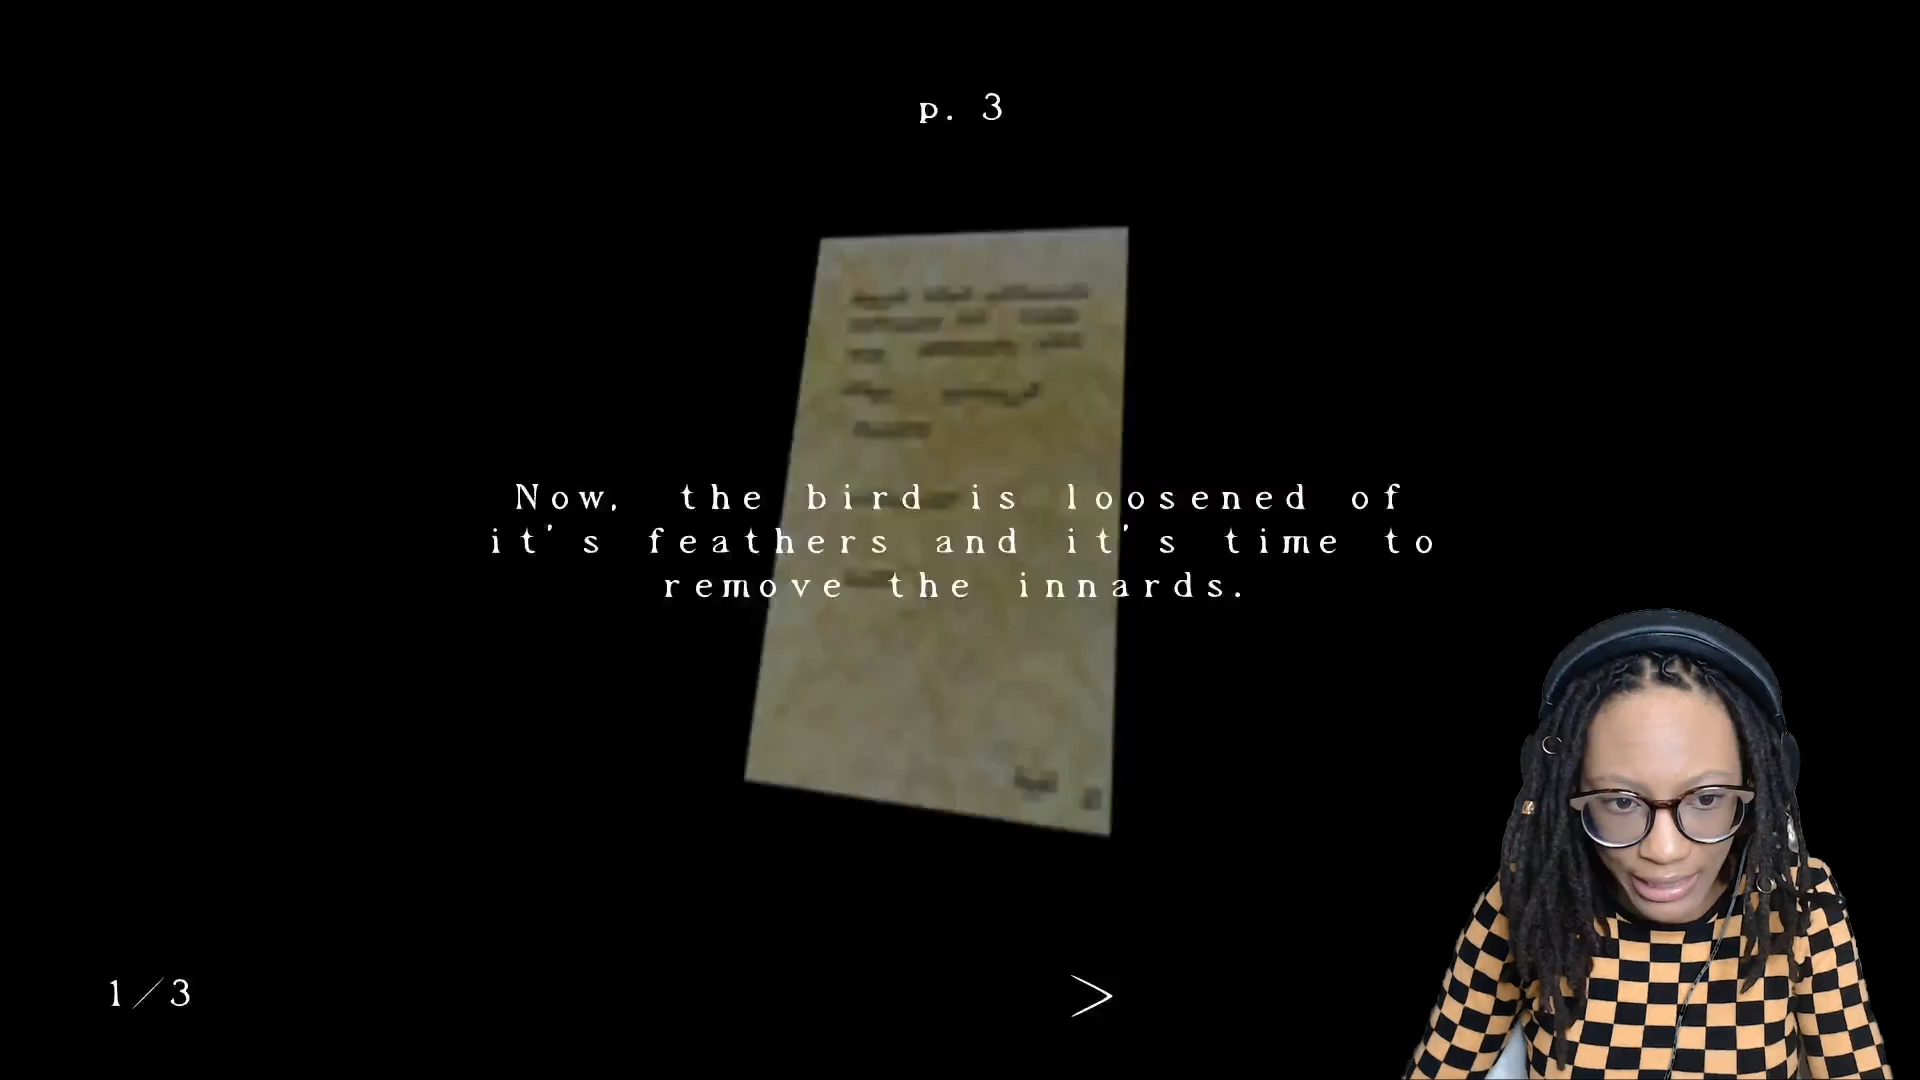 p. 3
Now, the bird is loosened of
it's feathers and it's time to
remove the innards.
1/3
>